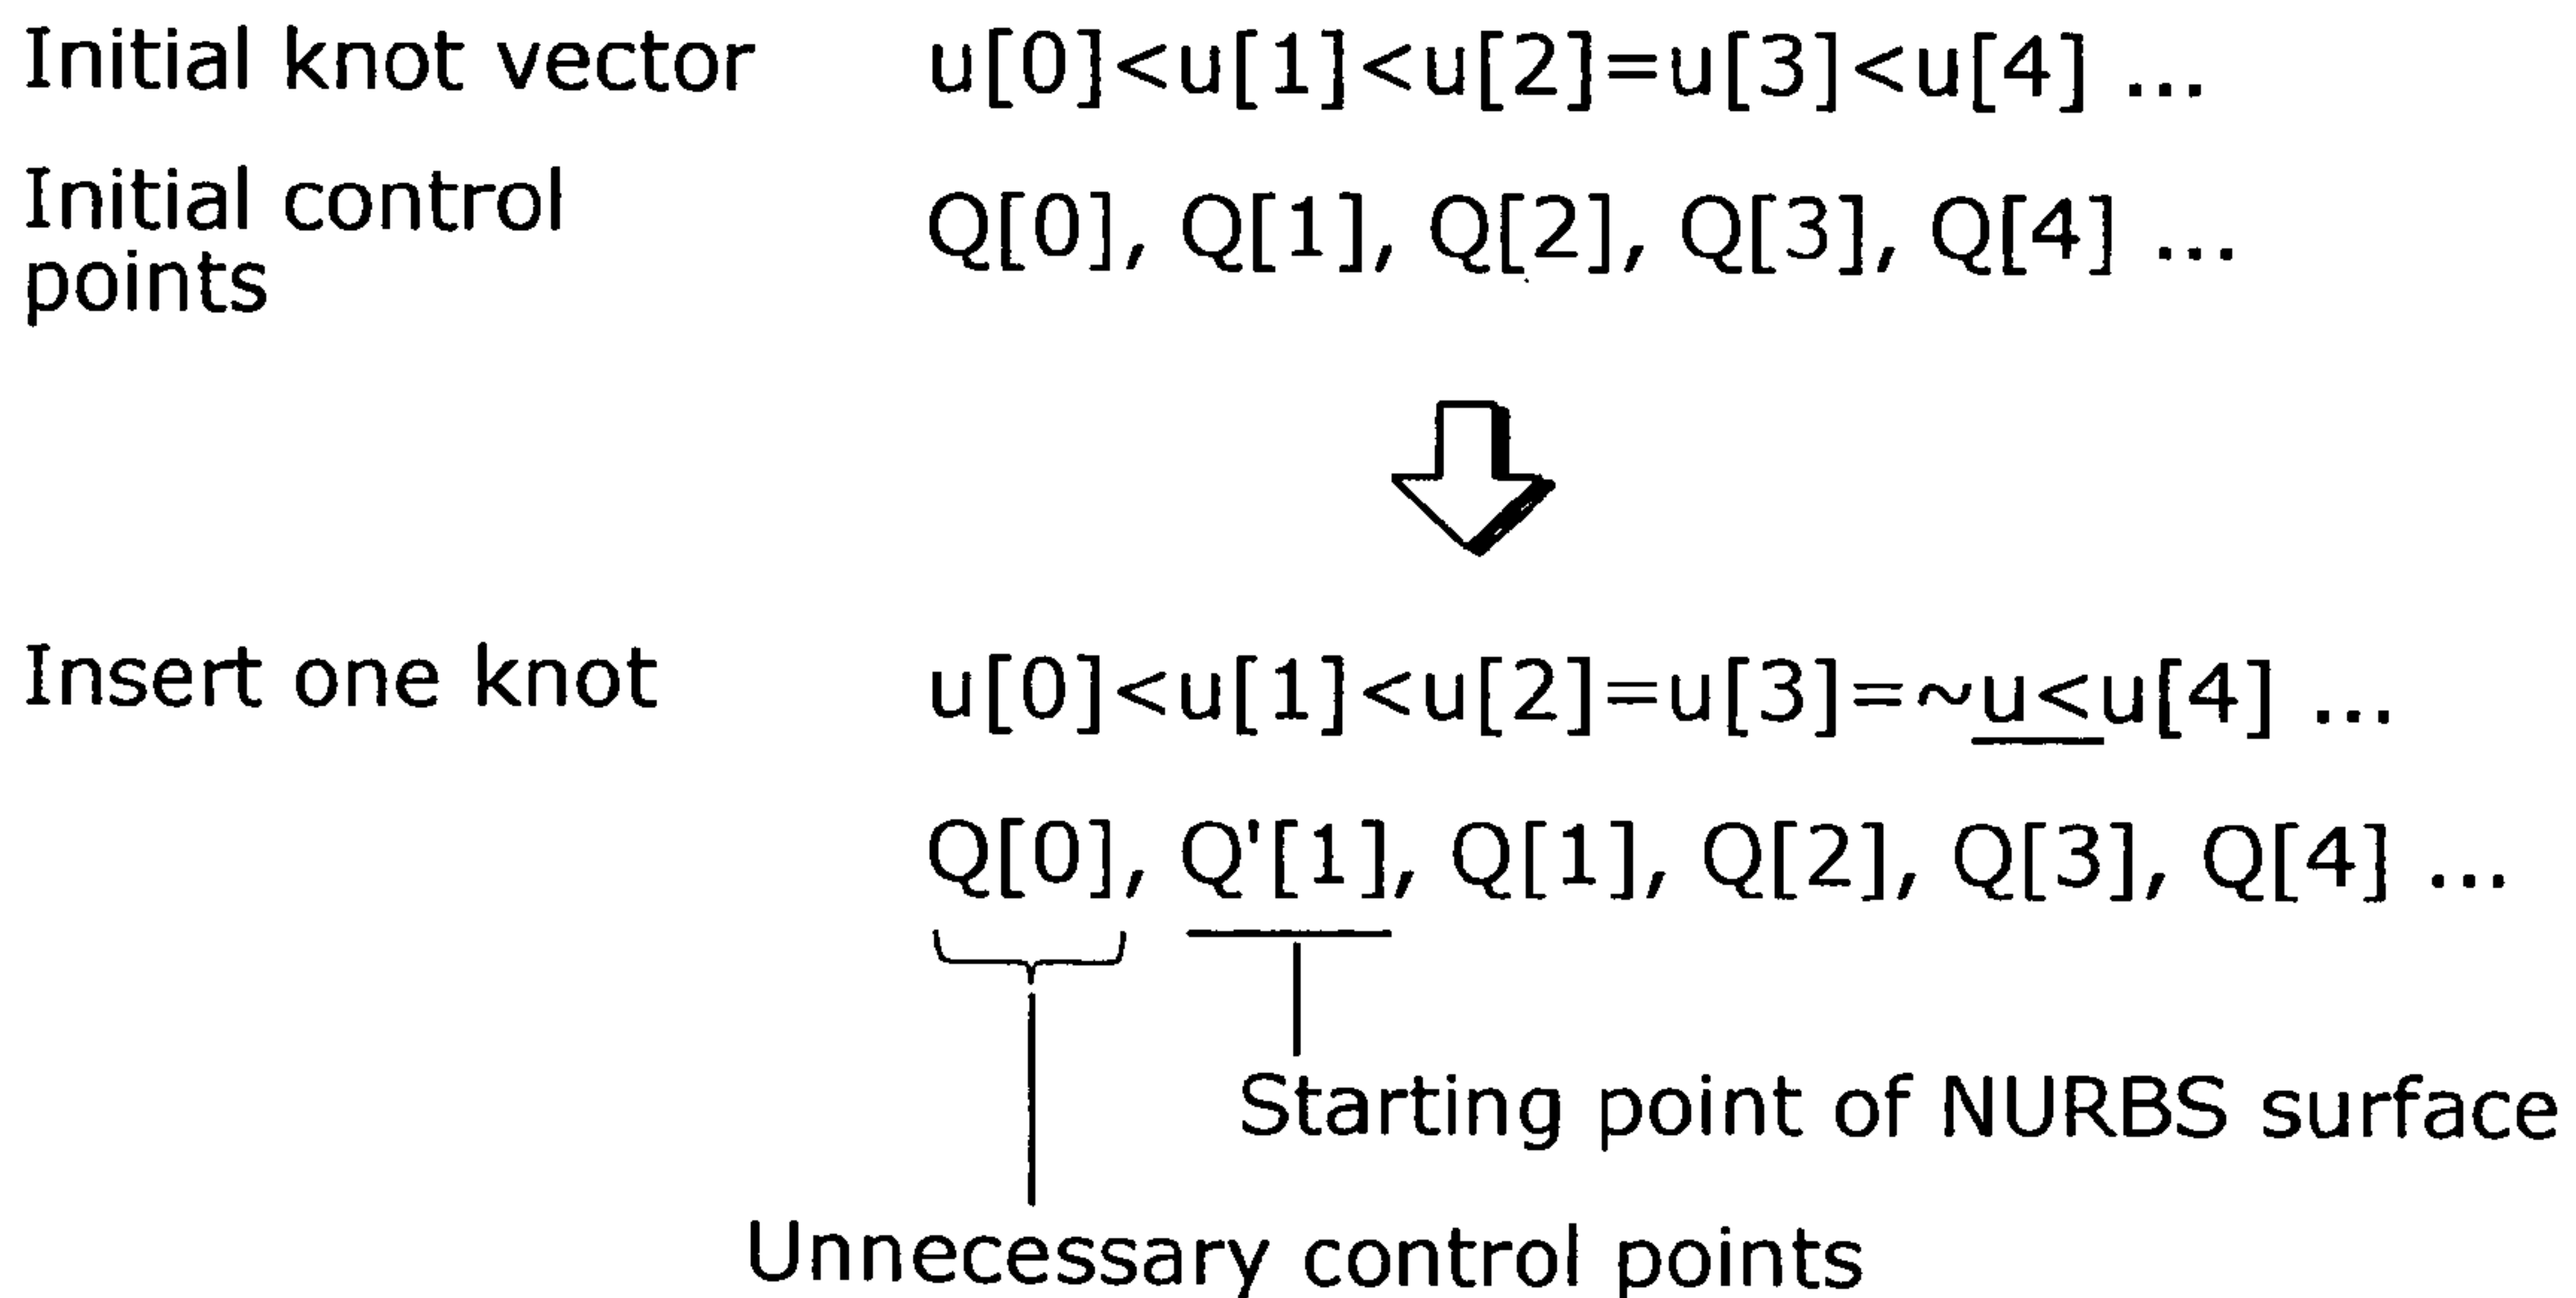 Initial knot vector u[0]<u[1]<u[2]=u[3]<u[4] ...
Initial control
points
Q[0], Q[1], Q[2], Q[3], Q[4] ...
Insert one knot u[0]<u[1]<u[2]=u[3]=~u<u[4] ...
Q[0], Q'[1], Q[1], Q[2], Q[3], Q[4] ...
Starting point of NURBS surface
Unnecessary control points